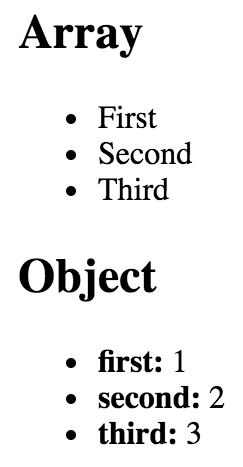 Array
• First
• Second
• Third
Object
• first: 1
• second: 2
• third: 3